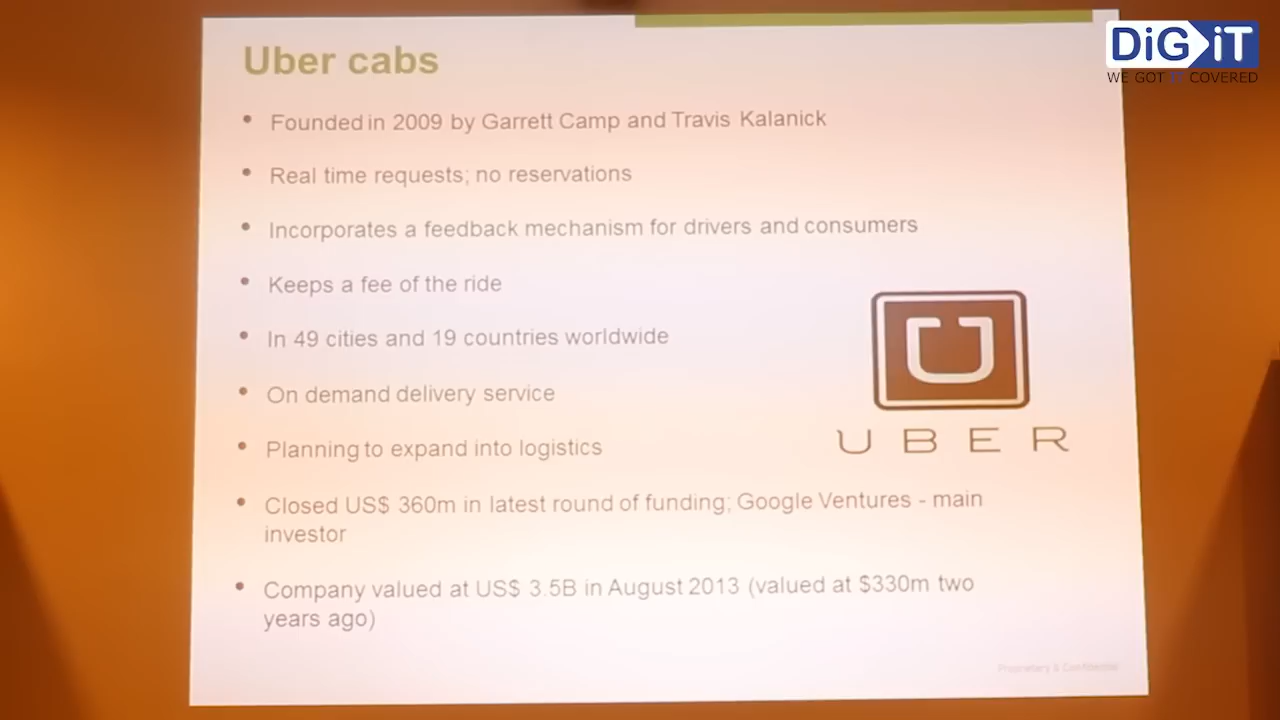 DiGiT
WE GOT IT COVERED
Uber cabs
• Founded in 2009 by Garrett Camp and Travis Kalanick
• Real time requests; no reservations
• Incorporates a feedback mechanism for drivers and consumers
• Keeps a fee of the ride
• In 49 cities and 19 countries worldwide
• On demand delivery service
• Planning to expand into logistics
• Closed US$ 360m in latest round of funding; Google Ventures - main
investor
• Company valued at US$ 3.5B in August 2013 (valued at $330m two
years ago)
U
UBER
Proprietary & Confidential